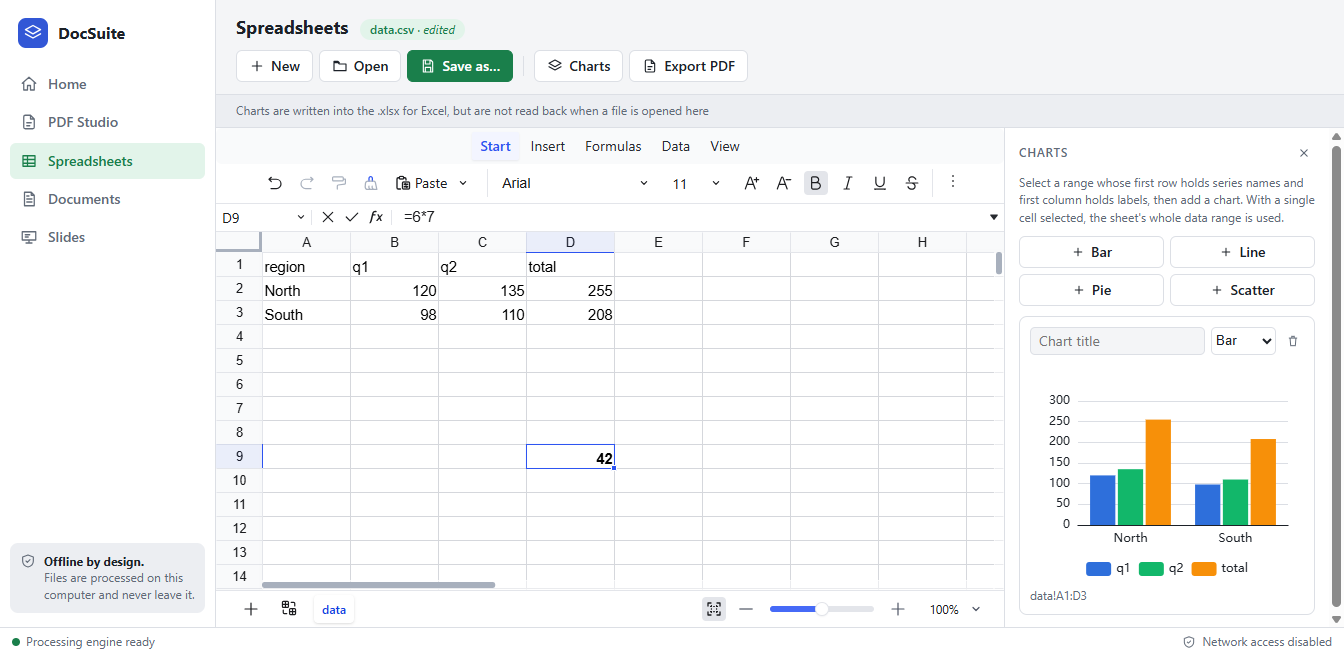 DocSuite
Home
PDF Studio
Spreadsheets
Documents
Slides
Offline by design.
Files are processed on this
computer and never leave it.
Spreadsheets
data.csv · edited
New
Open
Save as...
Charts
Export PDF
Charts are written into the .xlsx for Excel, but are not read back when a file is opened here
Start Insert Formulas Data View
Paste Arial 11 A+ A- B I U S
D9 fx =6*7
A B C D E F G H
1 region q1 q2 total
2 North 120 135 255
3 South 98 110 208
4
5
6
7
8
9 42
10
11
12
13
14
data
100%
CHARTS
Select a range whose first row holds series names and
first column holds labels, then add a chart. With a single
cell selected, the sheet's whole data range is used.
Bar
Line
Pie
Scatter
Chart title Bar
300
250
200
150
100
50
0
North South
q1 q2 total
data!A1:D3
Processing engine ready
Network access disabled